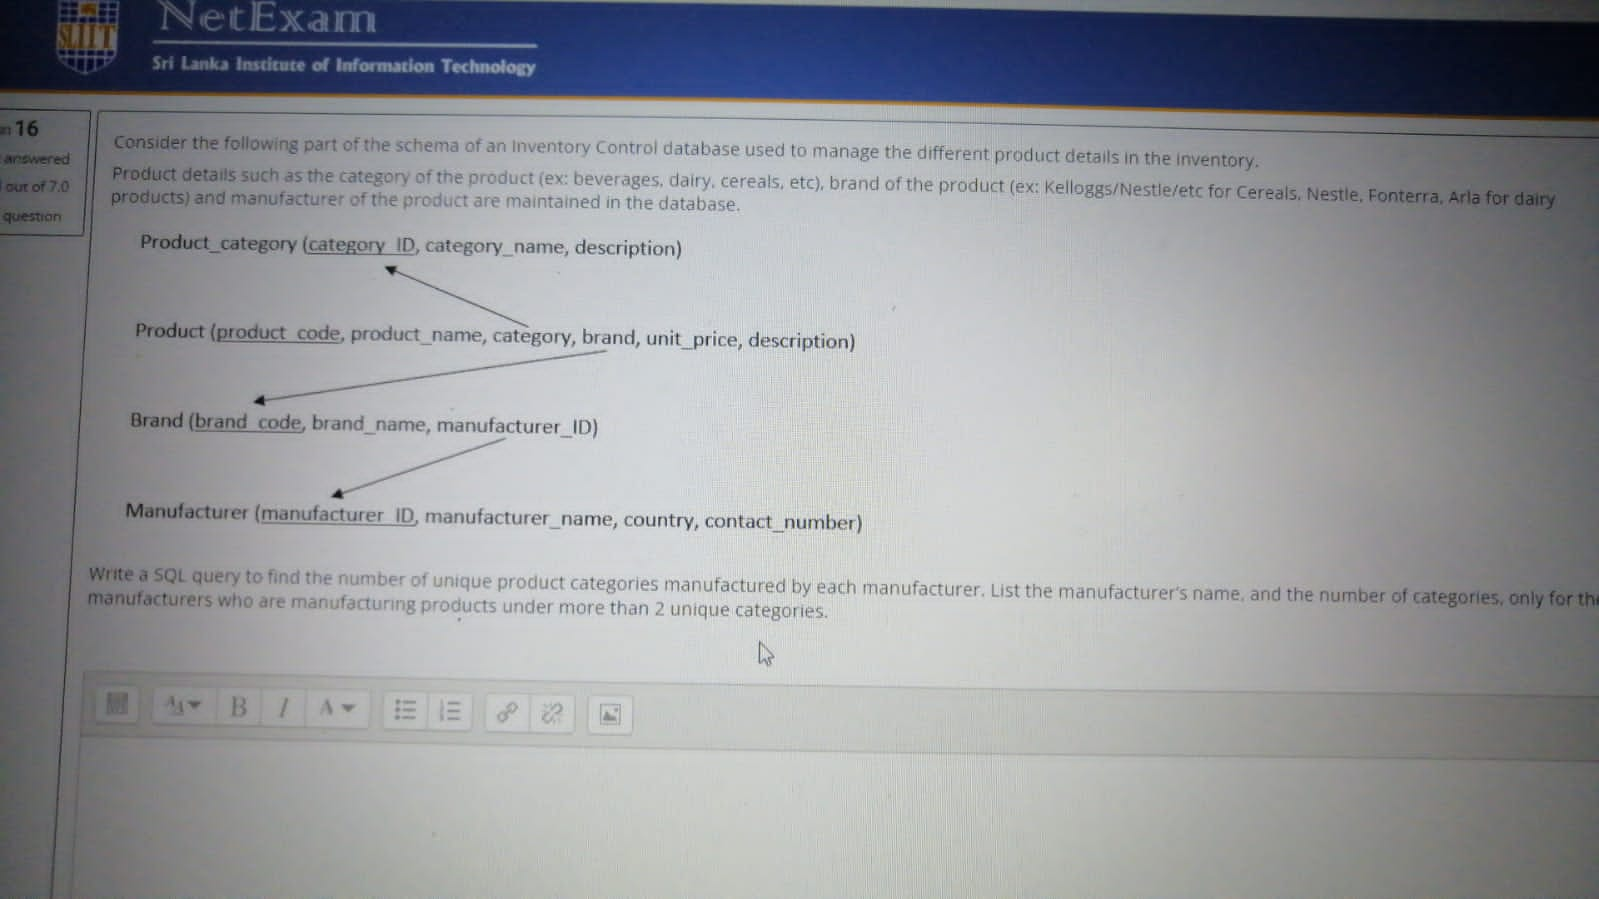 SLIIT
NetExam
Sri Lanka Institute of Information Technology
16
answered
out of 7.0
question
Consider the following part of the schema of an Inventory Control database used to manage the different product details in the inventory.
Product details such as the category of the product (ex: beverages, dairy, cereals, etc), brand of the product (ex: Kelloggs/Nestle/etc for Cereals, Nestle, Fonterra, Arla for dairy
products) and manufacturer of the product are maintained in the database.
Product_category (category_ID, category_name, description)
Product (product_code, product_name, category, brand, unit_price, description)
Brand (brand_code, brand_name, manufacturer_ID)
Manufacturer (manufacturer_ID, manufacturer_name, country, contact_number)
Write a SQL query to find the number of unique product categories manufactured by each manufacturer. List the manufacturer's name, and the number of categories, only for the
manufacturers who are manufacturing products under more than 2 unique categories.
B I A